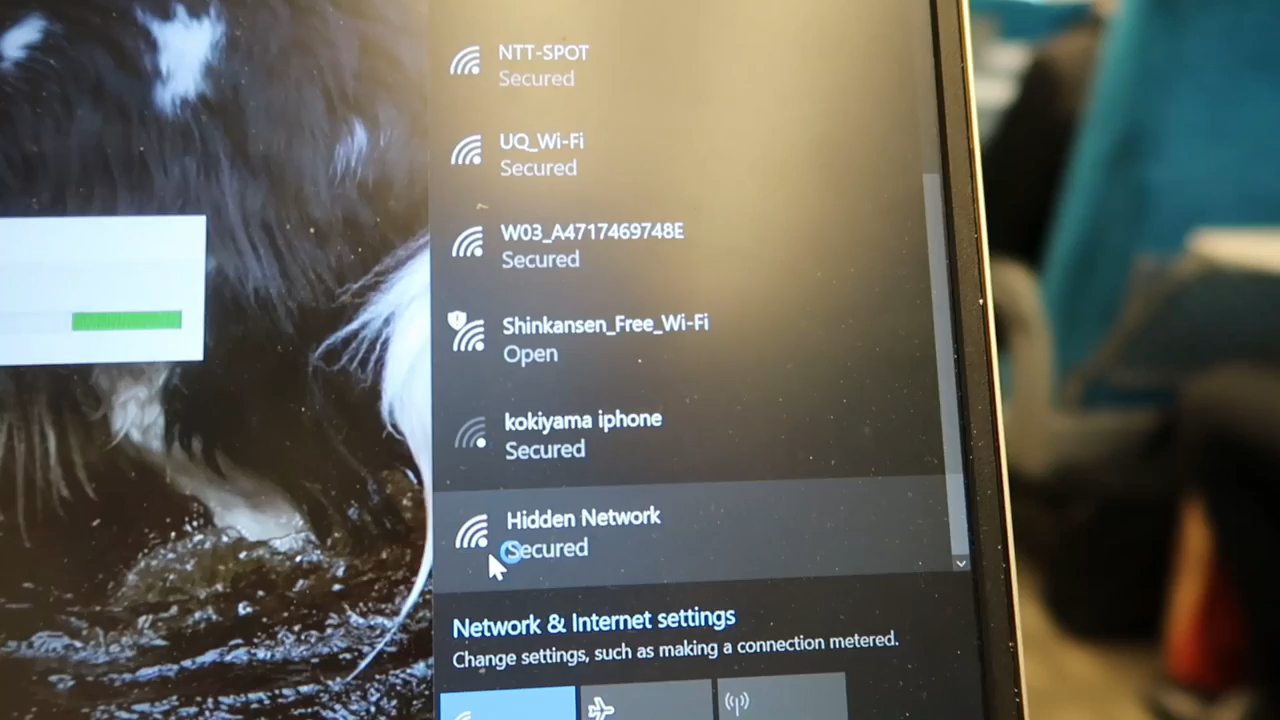 NTT-SPOT
Secured
UQ_Wi-Fi
Secured
W03_A4717469748E
Secured
Shinkansen_Free_Wi-Fi
Open
kokiyama iphone
Secured
Hidden Network
Secured
Network & Internet settings
Change settings, such as making a connection metered.